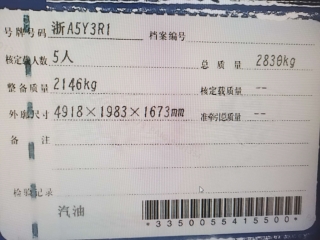 号牌号码 浙A5Y3R1 档案编号
核定载人数 5人 总质量 2830kg
整备质量 2146kg 核定载质量 --
外廓尺寸 4918×1983×1673mm 准牵引总质量 --
备注
检验记录
汽油
*3350055415500*